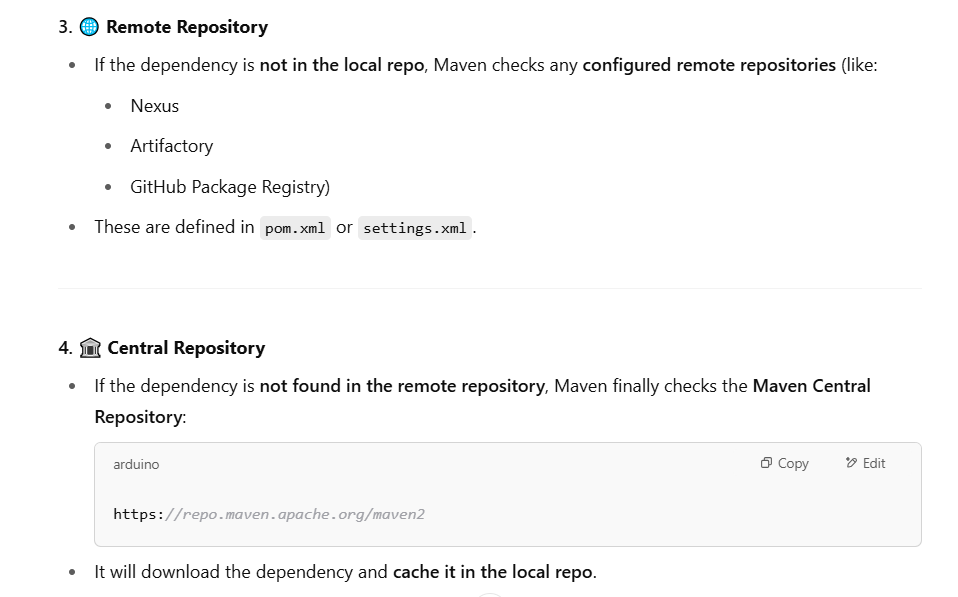 3. 🌐 Remote Repository
• If the dependency is not in the local repo, Maven checks any configured remote repositories (like:
• Nexus
• Artifactory
• GitHub Package Registry)
• These are defined in pom.xml or settings.xml.
4. 🏛 Central Repository
• If the dependency is not found in the remote repository, Maven finally checks the Maven Central
Repository:
arduino Copy Edit
https://repo.maven.apache.org/maven2
• It will download the dependency and cache it in the local repo.